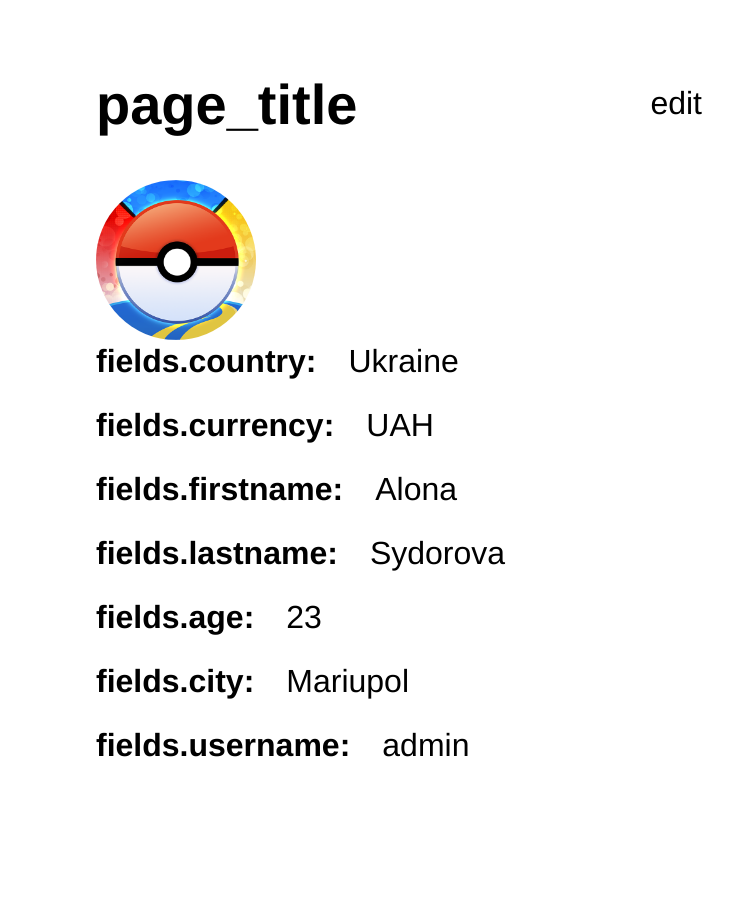 page_title
edit
fields.country: Ukraine
fields.currency: UAH
fields.firstname: Alona
fields.lastname: Sydorova
fields.age: 23
fields.city: Mariupol
fields.username: admin